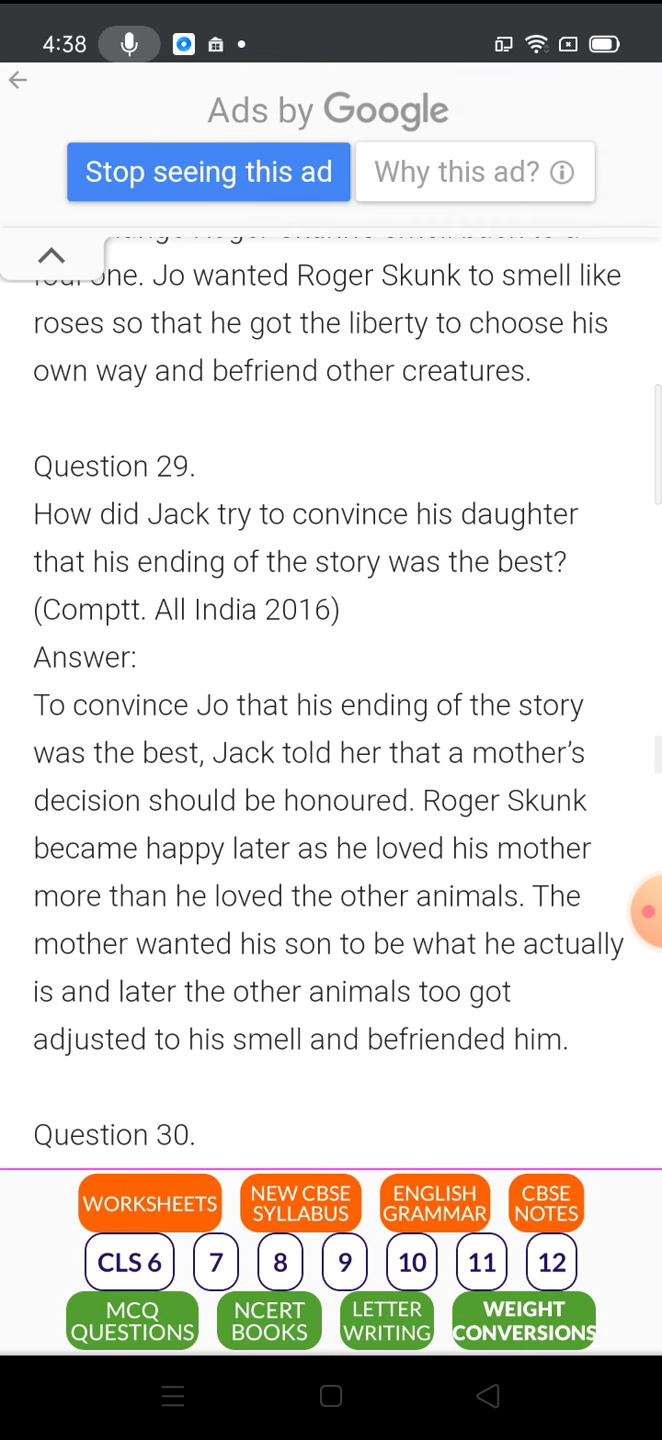 4:38
Ads by Google
Stop seeing this ad
Why this ad?
one. Jo wanted Roger Skunk to smell like
roses so that he got the liberty to choose his
own way and befriend other creatures.
Question 29.
How did Jack try to convince his daughter
that his ending of the story was the best?
(Comptt. All India 2016)
Answer:
To convince Jo that his ending of the story
was the best, Jack told her that a mother's
decision should be honoured. Roger Skunk
became happy later as he loved his mother
more than he loved the other animals. The
mother wanted his son to be what he actually
is and later the other animals too got
adjusted to his smell and befriended him.
Question 30.
WORKSHEETS
NEW CBSE
SYLLABUS
ENGLISH
GRAMMAR
CBSE
NOTES
CLS 6 7 8 9 10 11 12
MCQ
QUESTIONS
NCERT
BOOKS
LETTER
WRITING
WEIGHT
CONVERSIONS